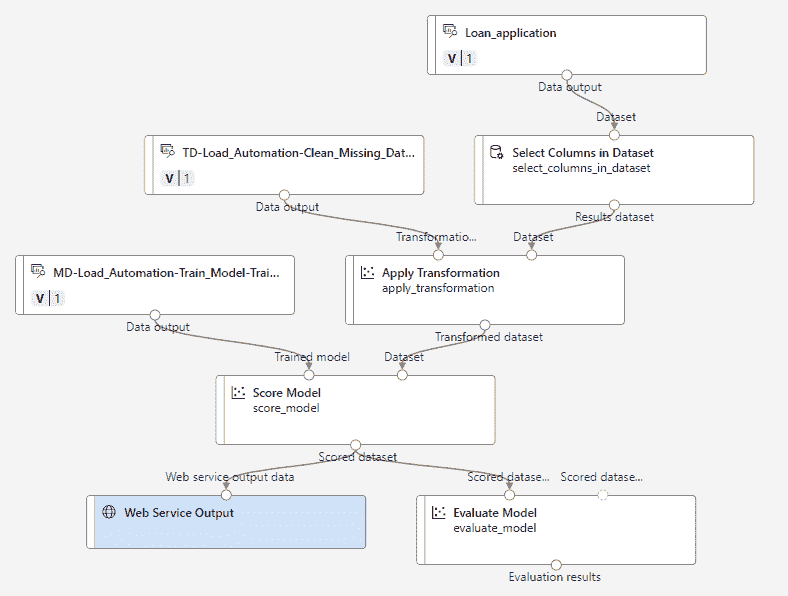 Loan_application
V 1
Data output
Dataset
TD-Load_Automation-Clean_Missing_Dat...
V 1
Data output
Select Columns in Dataset
select_columns_in_dataset
Results dataset
Transformatio...
Dataset
MD-Load_Automation-Train_Model-Trai...
V 1
Data output
Apply Transformation
apply_transformation
Transformed dataset
Trained model
Dataset
Score Model
score_model
Scored dataset
Web service output data
Scored datase...
Scored datase...
Web Service Output
Evaluate Model
evaluate_model
Evaluation results